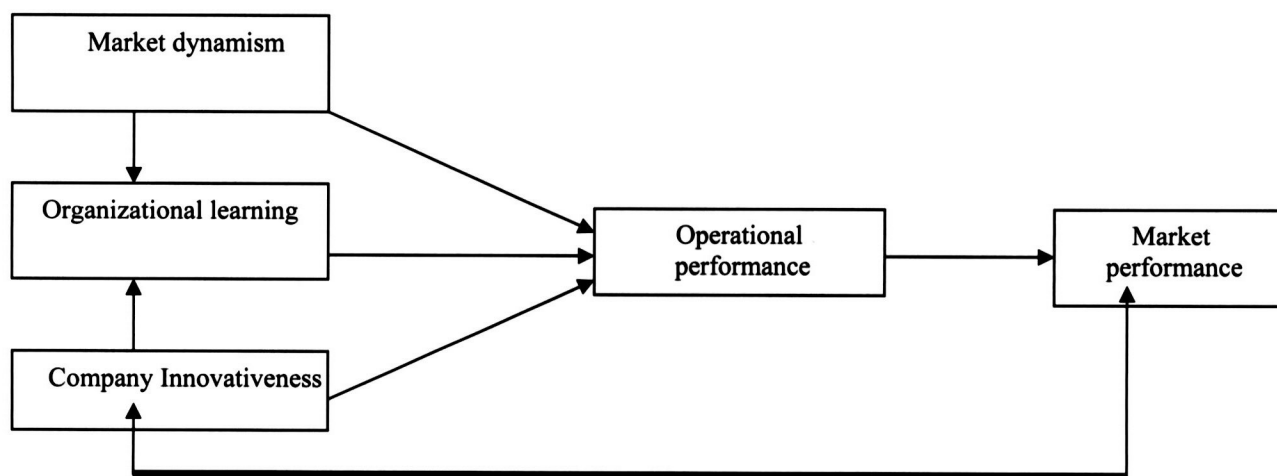 Market dynamism
Organizational learning
Operational
performance
Market
performance
Company Innovativeness